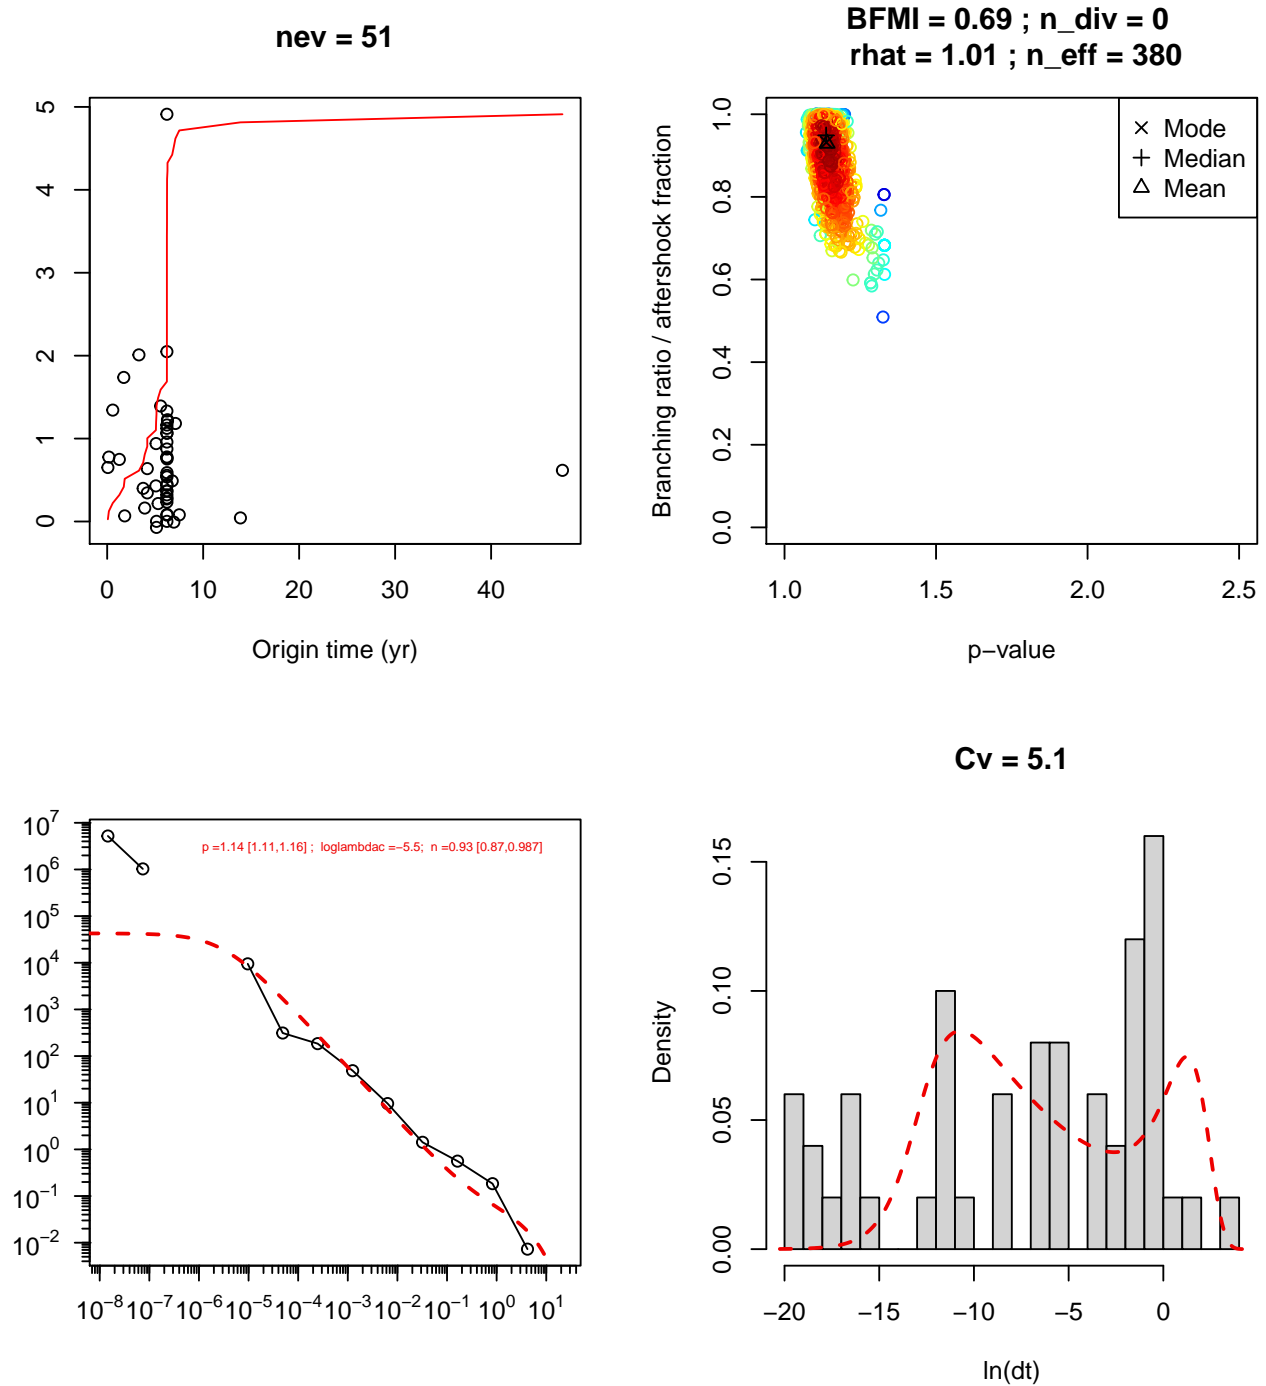 nev = 51
0 1 2 3 4 5
0 10 20 30 40
Origin time (yr)
BFMI = 0.69 ; n_div = 0
rhat = 1.01 ; n_eff = 380
Branching ratio / aftershock fraction
0.0 0.2 0.4 0.6 0.8 1.0
× Mode
+ Median
△ Mean
1.0 1.5 2.0 2.5
p−value
10^7
10^6
10^5
10^4
10^3
10^2
10^1
10^0
10^−1
10^−2
p =1.14 [1.11,1.16] ; loglambdac =−5.5; n =0.93 [0.87,0.987]
10^−8 10^−7 10^−6 10^−5 10^−4 10^−3 10^−2 10^−1 10^0 10^1
Cv = 5.1
Density
0.00 0.05 0.10 0.15
−20 −15 −10 −5 0
ln(dt)